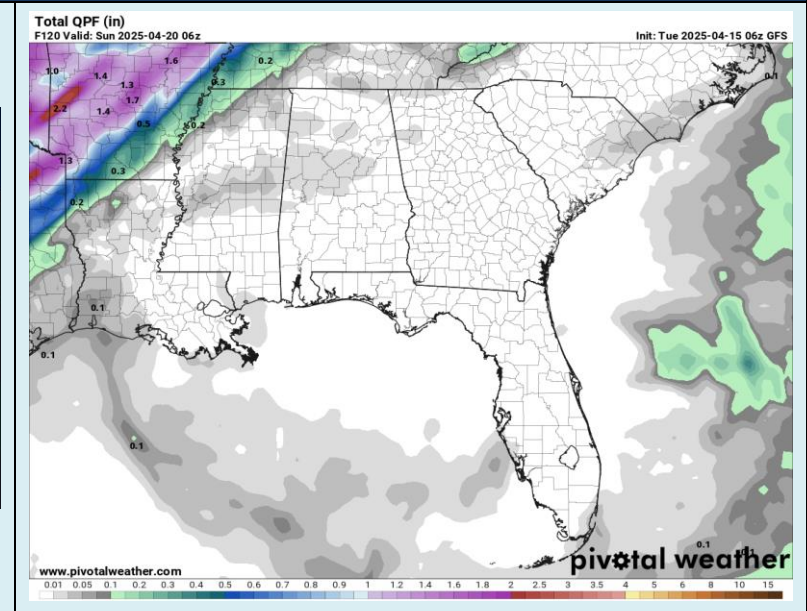 Total QPF (in)
F120 Valid: Sun 2025-04-20 06z Init: Tue 2025-04-15 06z GFS
1.6 0.2
1.0 1.4 0.1
1.3 0.3
2.2 1.7
1.4
0.5 0.2
1.3
0.3
0.2
0.1
0.1
0.1
0.1 0.1
www.pivotalweather.com
pivotal weather
0.01 0.05 0.1 0.2 0.3 0.4 0.5 0.6 0.7 0.8 0.9 1 1.2 1.4 1.6 1.8 2 2.5 3 3.5 4 5 6 8 10 15